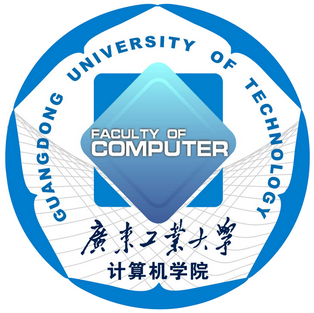 GUANGDONG UNIVERSITY OF TECHNOLOGY
FACULTY OF
COMPUTER
廣東工業大學
计算机学院